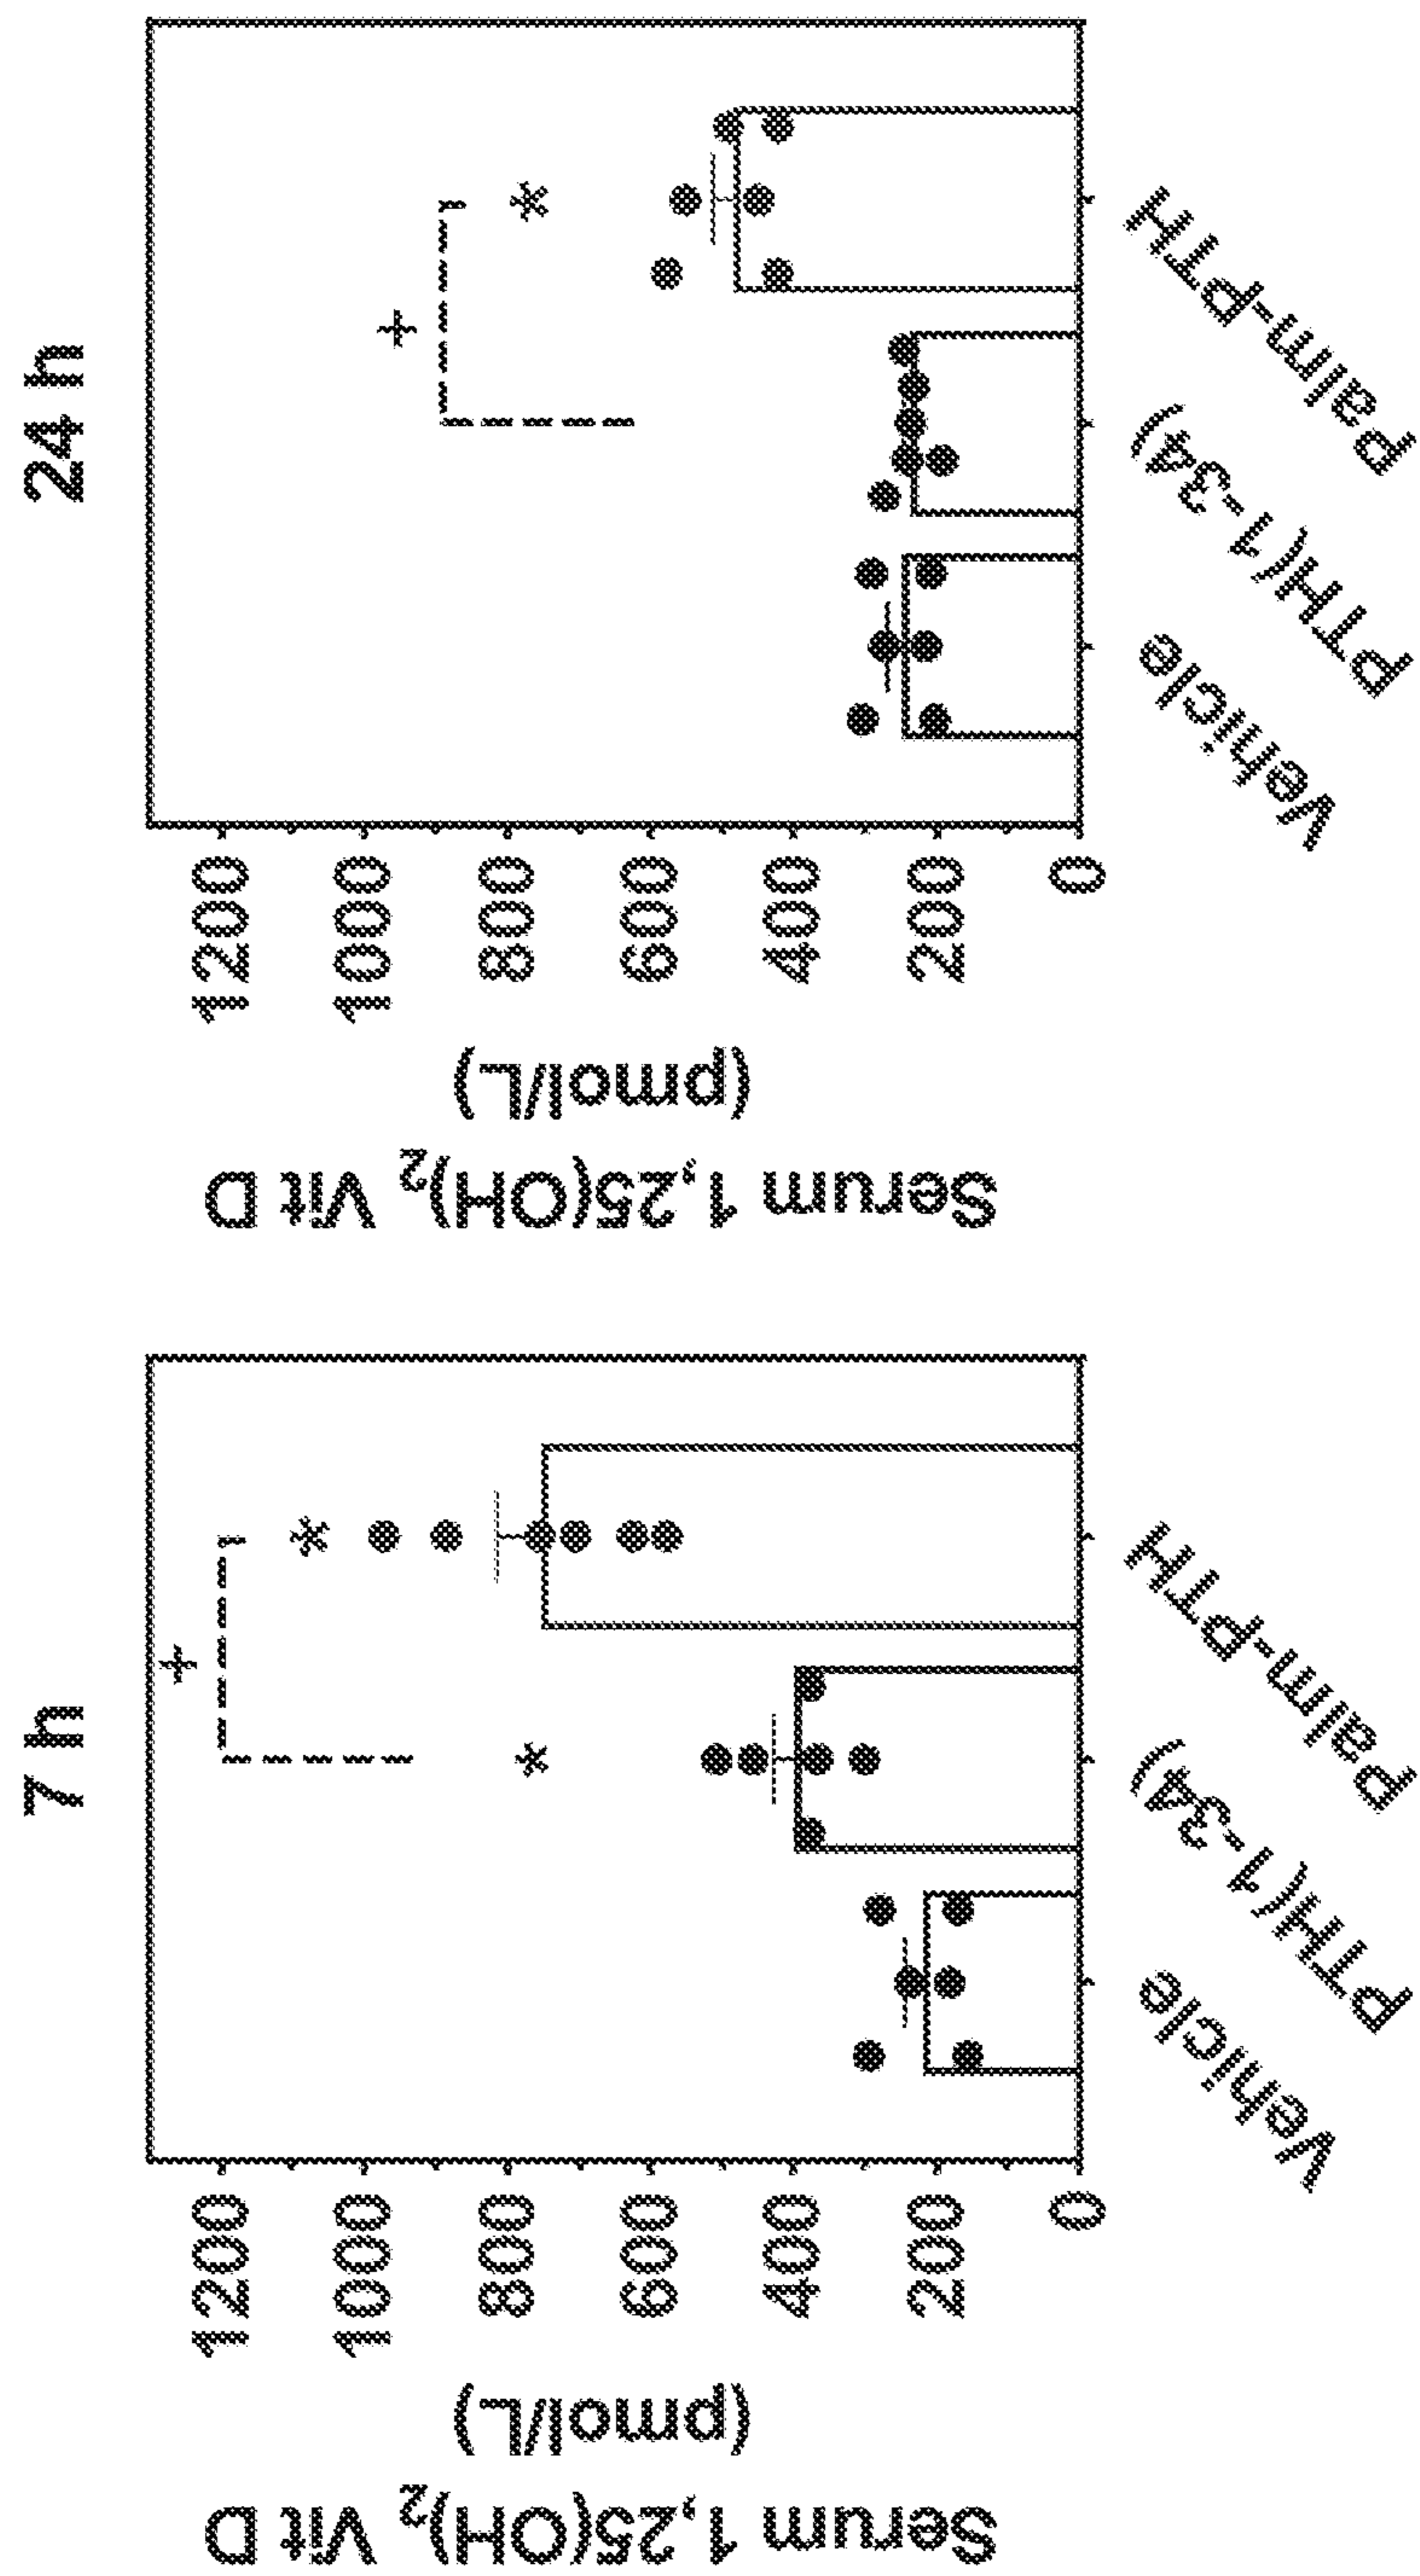 7 h
Serum 1,25(OH)₂ Vit D
(pmol/L)
1200
1000
800
600
400
200
0
+
*
*
Vehicle
PTH(1-34)
Palm-PTH
24 h
Serum 1,25(OH)₂ Vit D
(pmol/L)
1200
1000
800
600
400
200
0
+
*
Vehicle
PTH(1-34)
Palm-PTH